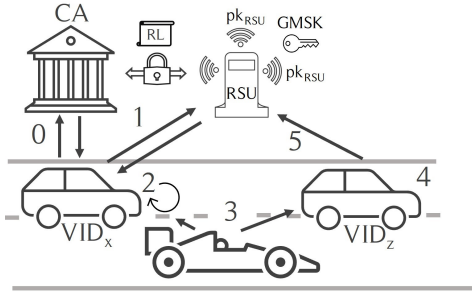 CA
RL
pk_RSU
GMSK
pk_RSU
RSU
0
1
5
2
3
4
VID_x
VID_z